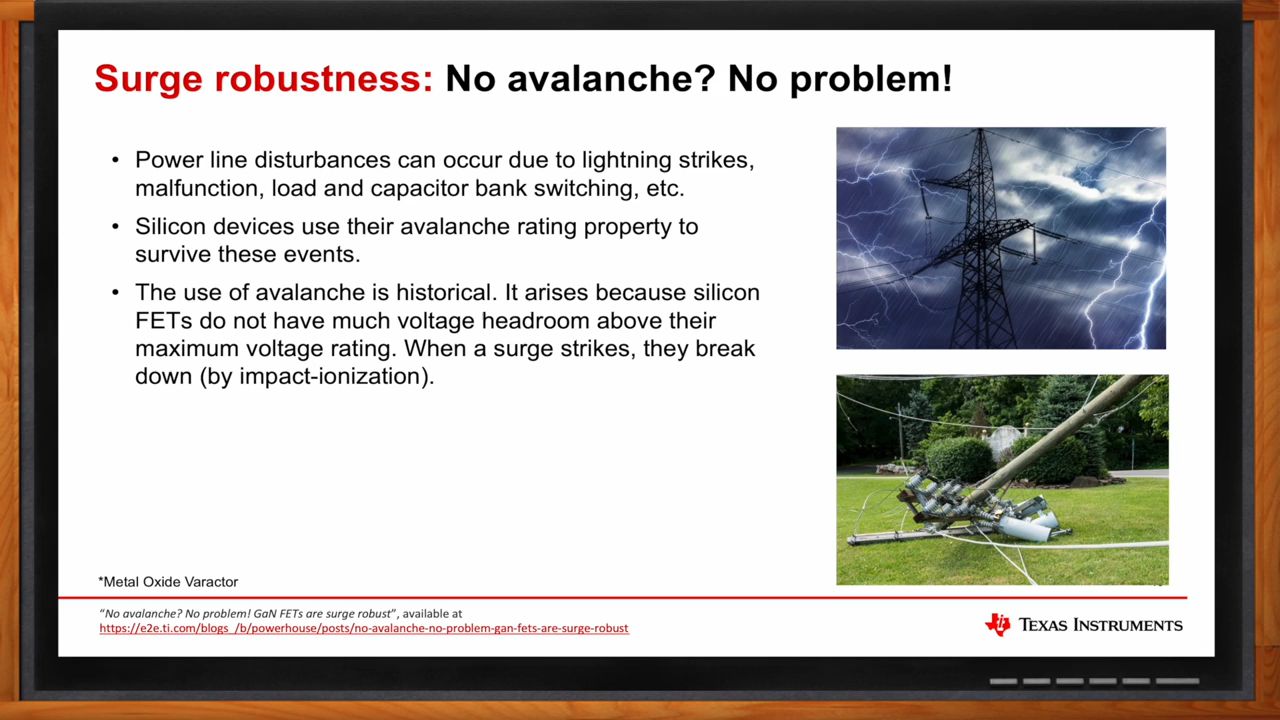 Surge robustness: No avalanche? No problem!
• Power line disturbances can occur due to lightning strikes,
malfunction, load and capacitor bank switching, etc.
• Silicon devices use their avalanche rating property to
survive these events.
• The use of avalanche is historical. It arises because silicon
FETs do not have much voltage headroom above their
maximum voltage rating. When a surge strikes, they break
down (by impact-ionization).
*Metal Oxide Varactor
“No avalanche? No problem! GaN FETs are surge robust”, available at
https://e2e.ti.com/blogs_/b/powerhouse/posts/no-avalanche-no-problem-gan-fets-are-surge-robust
TEXAS INSTRUMENTS